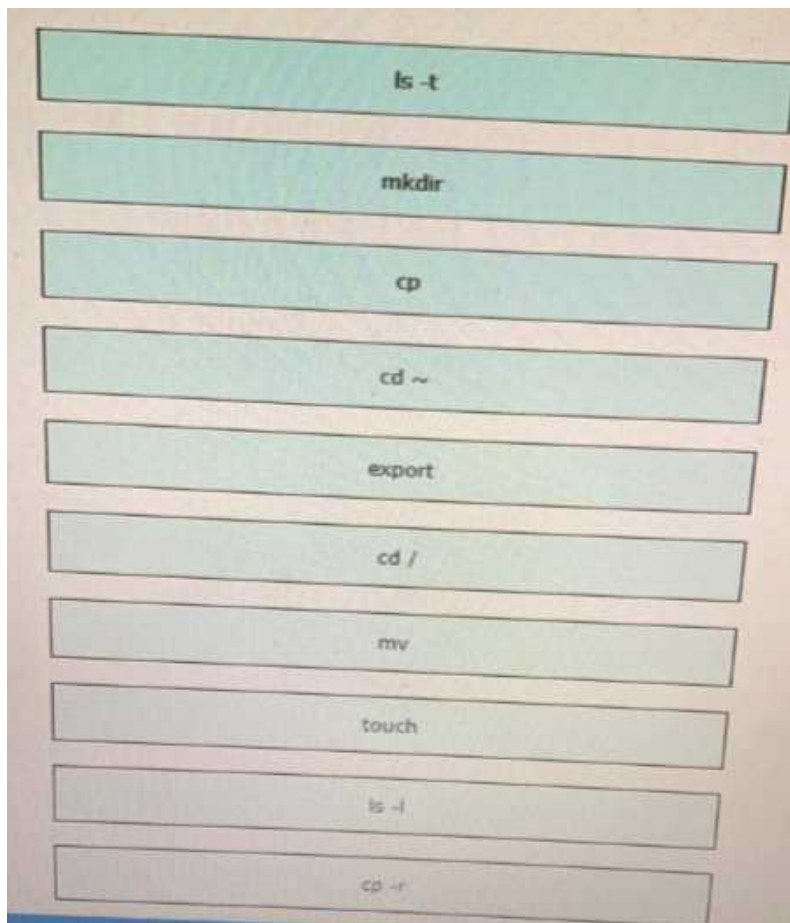 ls -t
mkdir
cp
cd ~
export
cd /
mv
touch
ls -l
cp -r